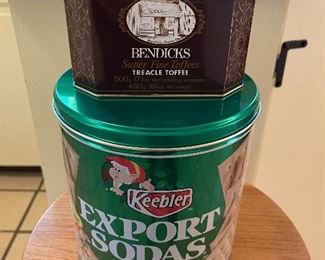 BENDICKS
Super Fine Toffees
TREACLE TOFFEE
Keebler
EXPORT
SODAS